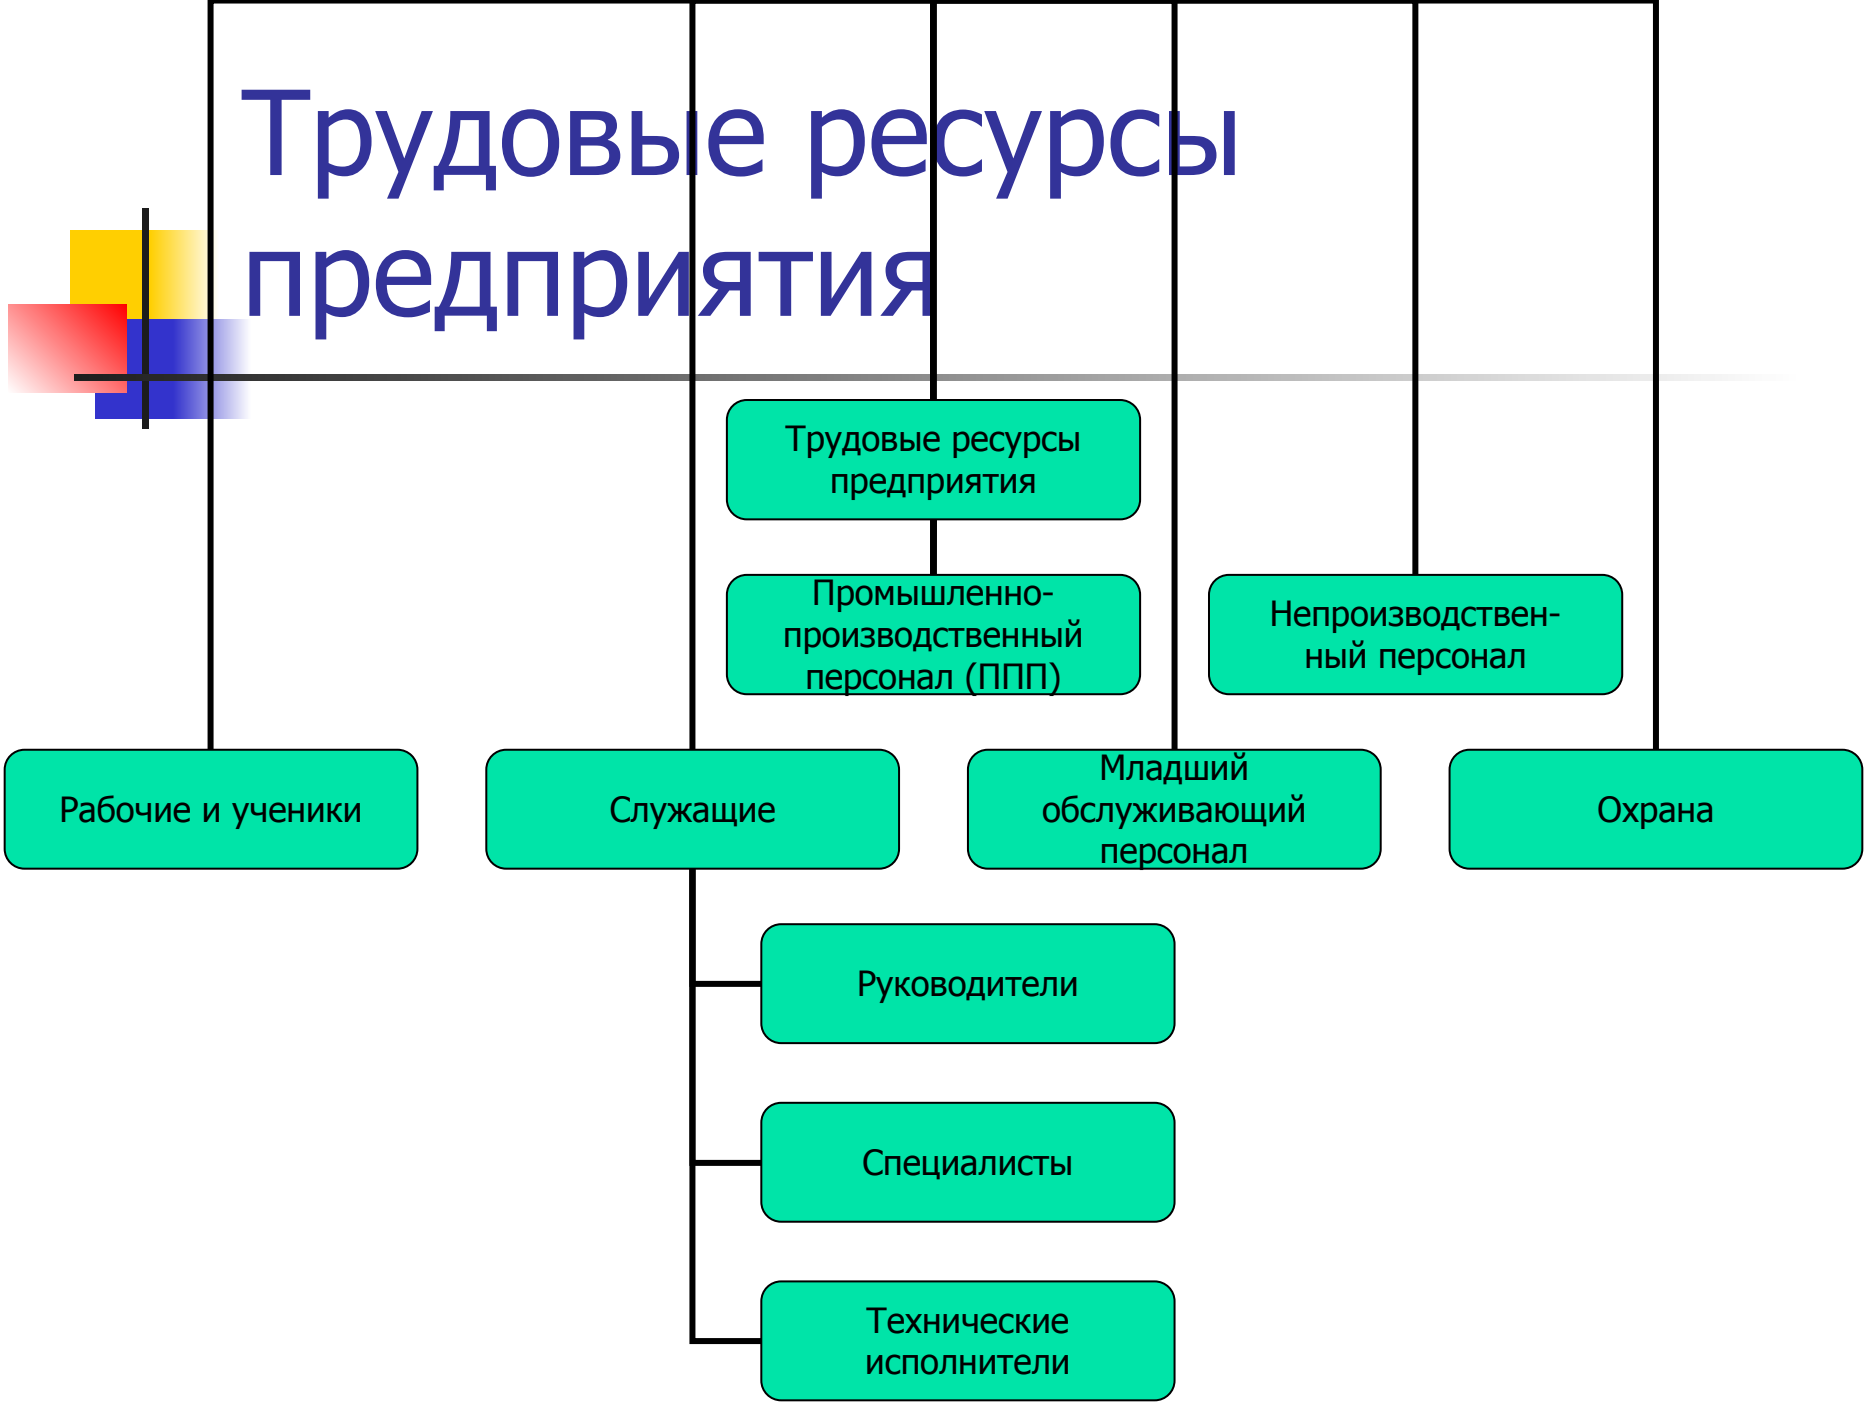 Трудовые ресурсы
предприятия
Трудовые ресурсы
предприятия
Промышленно-
производственный
персонал (ППП)
Непроизводствен-
ный персонал
Рабочие и ученики
Служащие
Младший
обслуживающий
персонал
Охрана
Руководители
Специалисты
Технические
исполнители